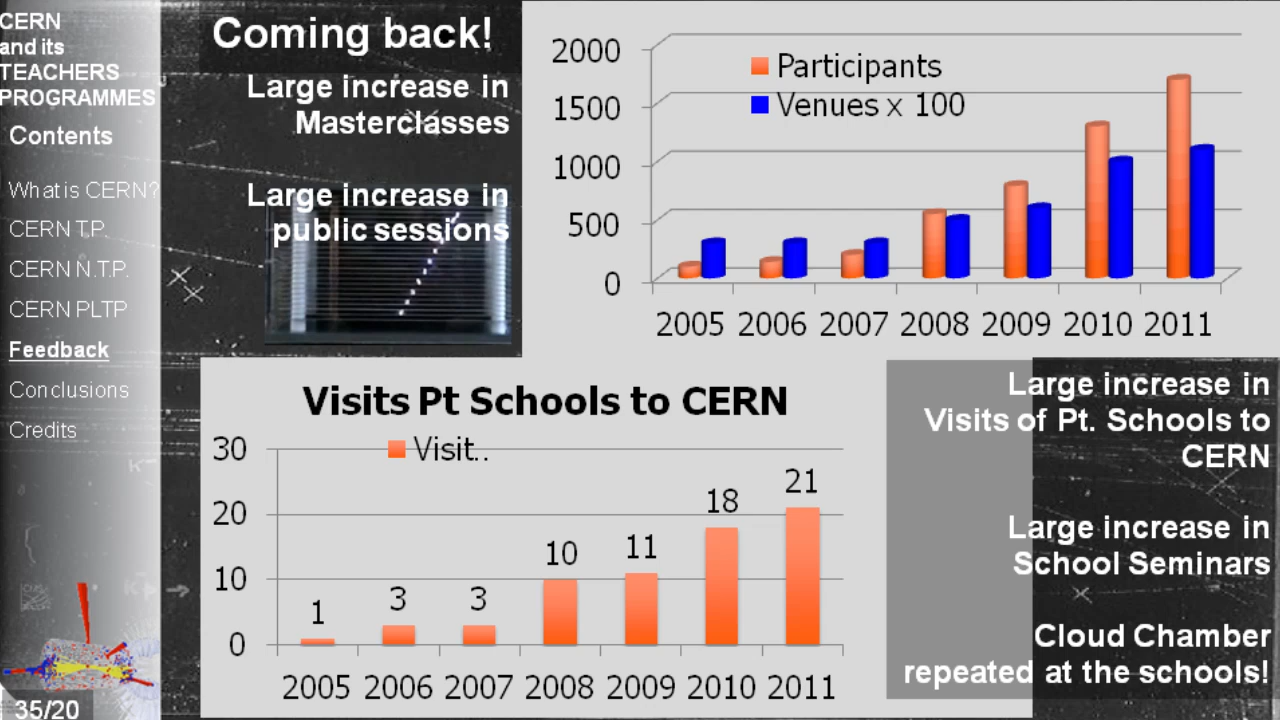 CERN
and its
TEACHERS
PROGRAMMES
Contents
What is CERN?
CERN T.P.
CERN N.T.P.
CERN PLTP
Feedback
Conclusions
Credits
35/20
Coming back!
Large increase in
Masterclasses
Large increase in
public sessions
2000
1500
1000
500
0
Participants
Venues x 100
2005 2006 2007 2008 2009 2010 2011
Visits Pt Schools to CERN
Visit..
30
20
10
0
1 3 3 10 11 18 21
2005 2006 2007 2008 2009 2010 2011
Large increase in
Visits of Pt. Schools to
CERN
Large increase in
School Seminars
Cloud Chamber
repeated at the schools!